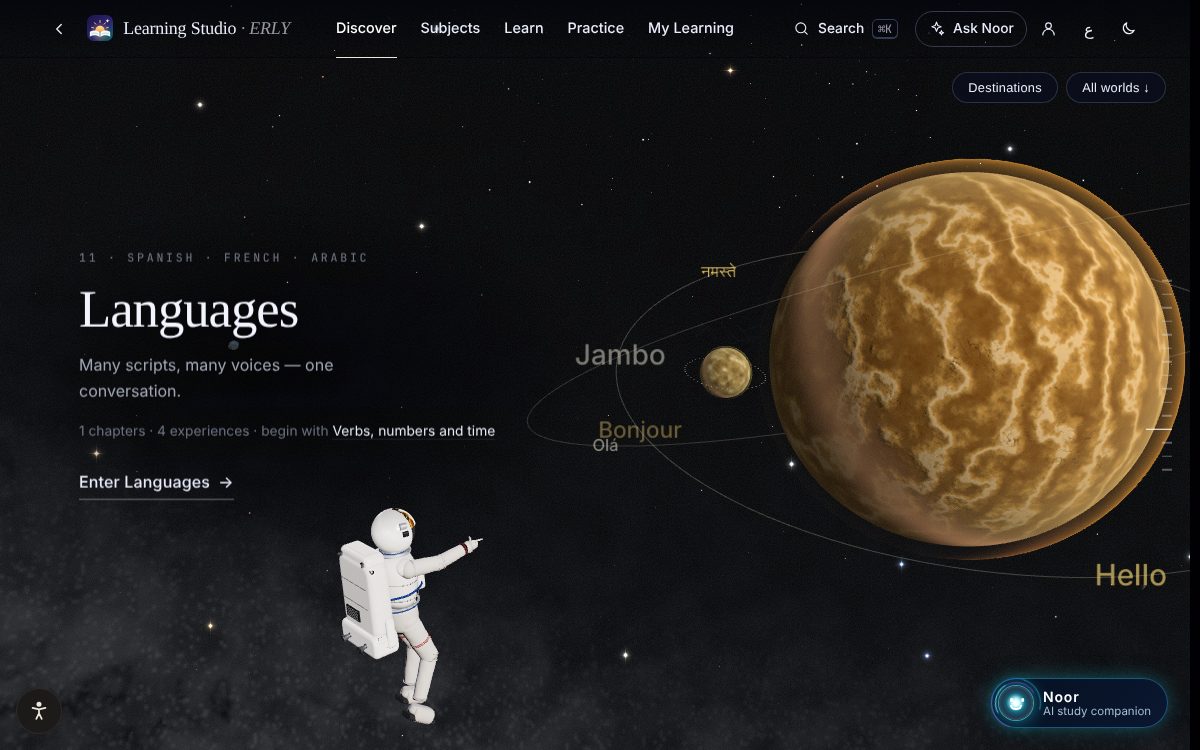 Learning Studio · ERLY
Discover
Subjects
Learn
Practice
My Learning
Search
⌘K
Ask Noor
ع
Destinations
All worlds ↓
11 · SPANISH · FRENCH · ARABIC
Languages
Many scripts, many voices — one
conversation.
1 chapters · 4 experiences · begin with Verbs, numbers and time
Enter Languages →
नमस्ते
Jambo
Bonjour
Olá
Hello
Noor
AI study companion